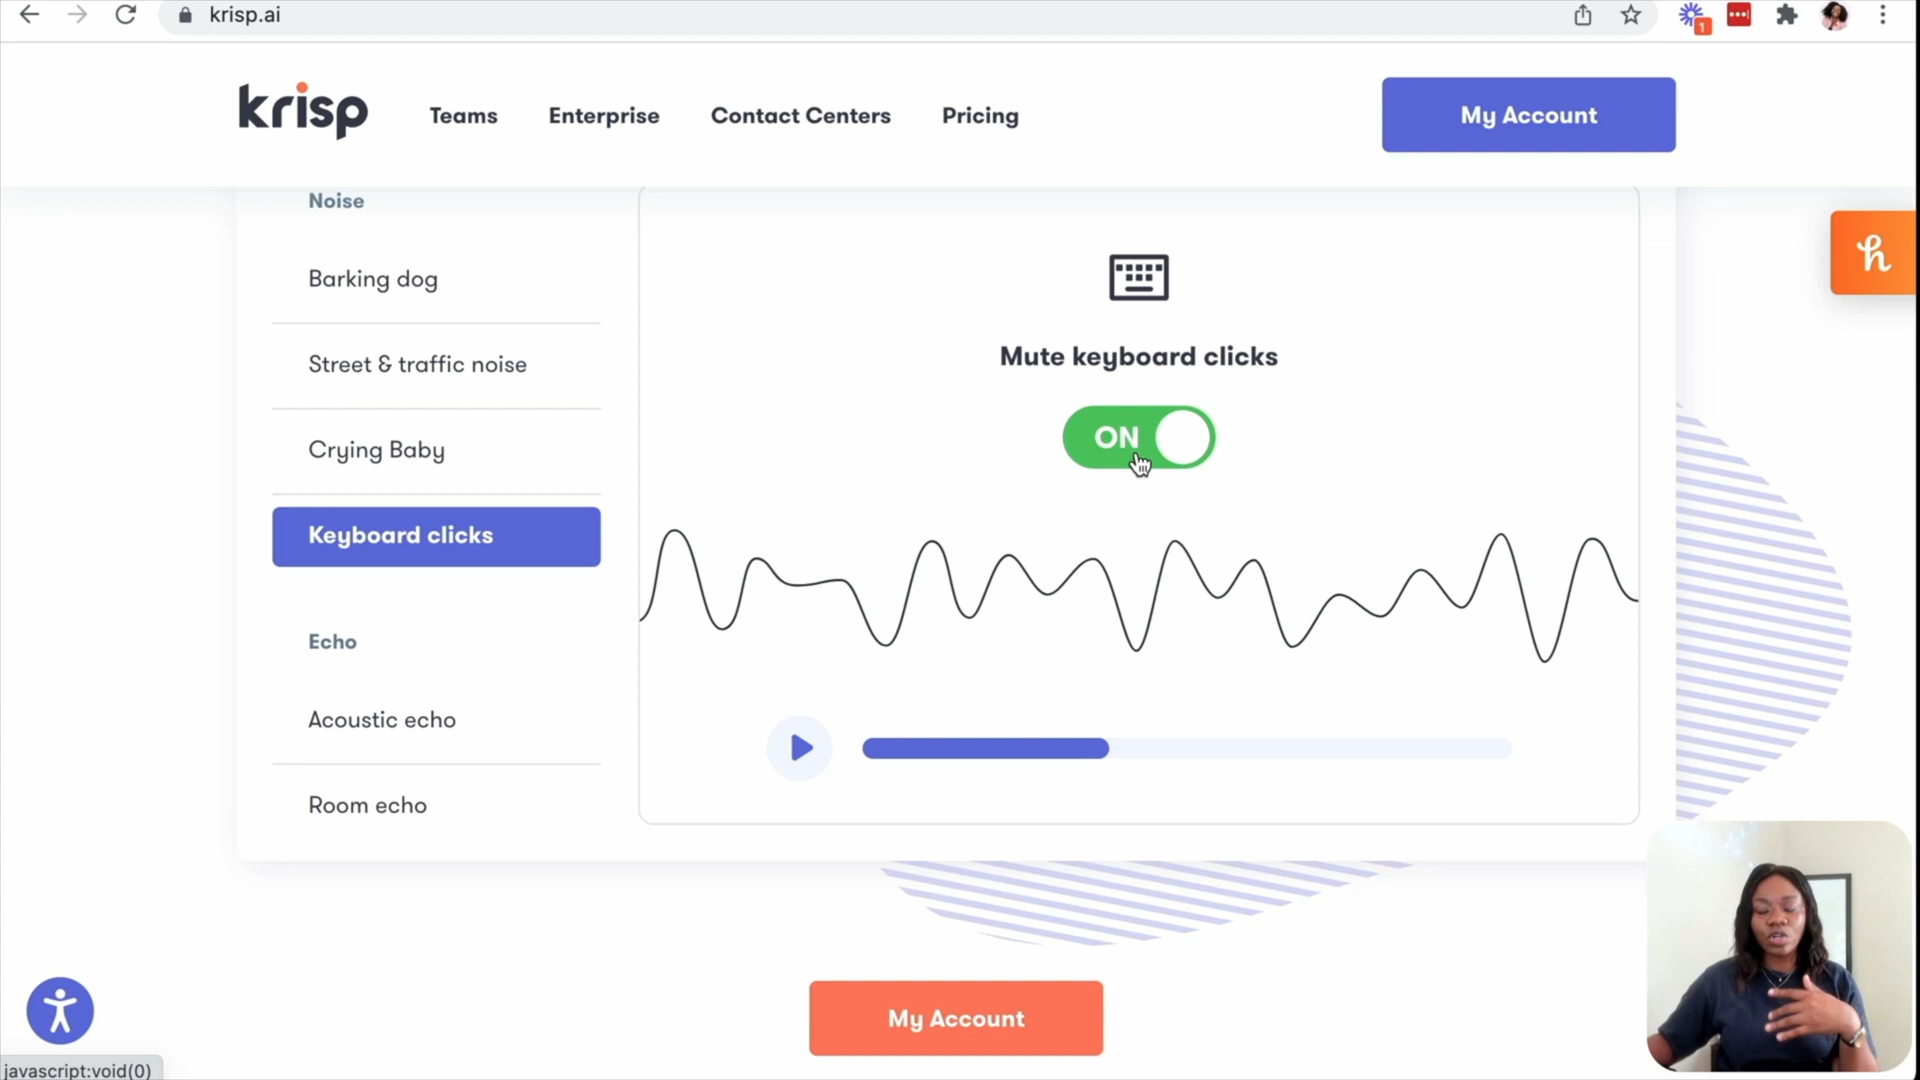 krisp.ai
1
krisp
Teams
Enterprise
Contact Centers
Pricing
My Account
Noise
Barking dog
Street & traffic noise
Crying Baby
Keyboard clicks
Echo
Acoustic echo
Room echo
Mute keyboard clicks
ON
h
My Account
javascript:void(0)